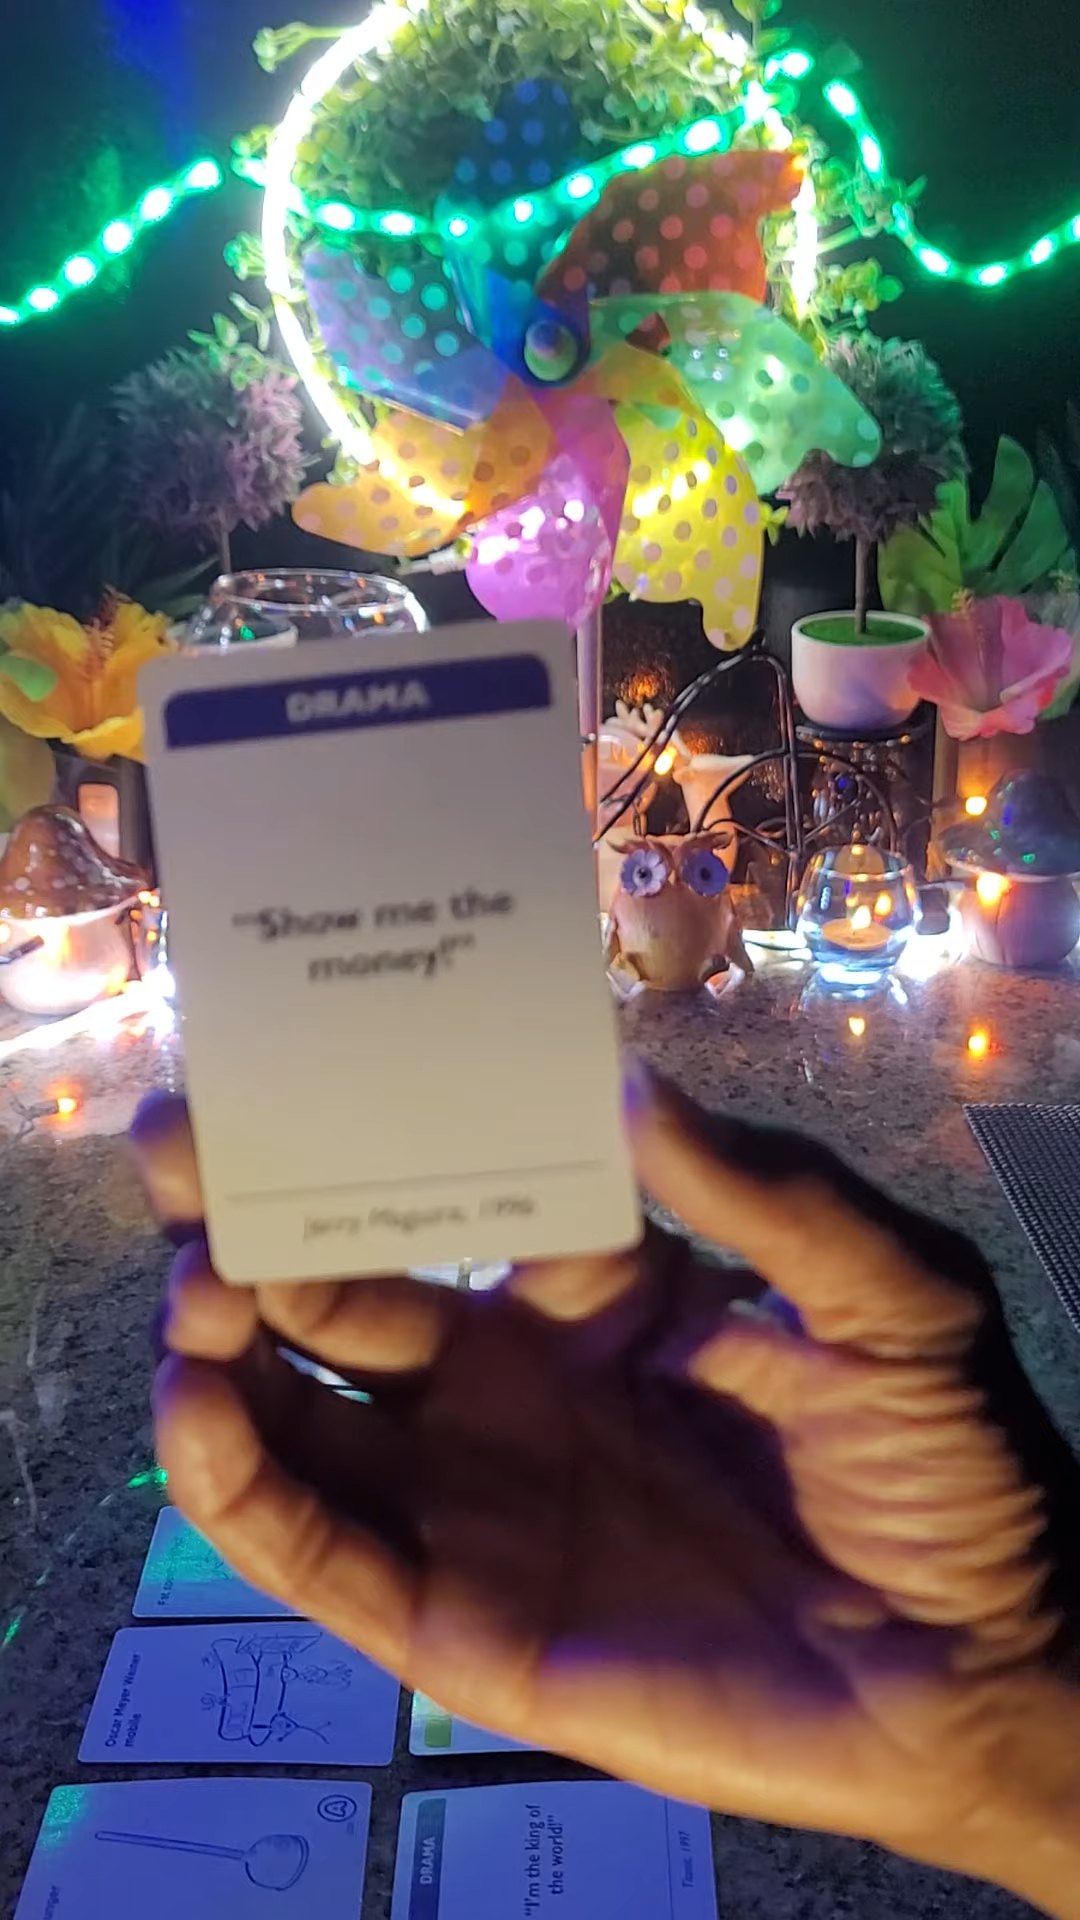 DRAMA
"Show me the
money!"
Jerry Maguire, 1996
Oscar Meyer Weiner
mobile
DRAMA
"I'm the king of
the world!"
Titanic, 1997